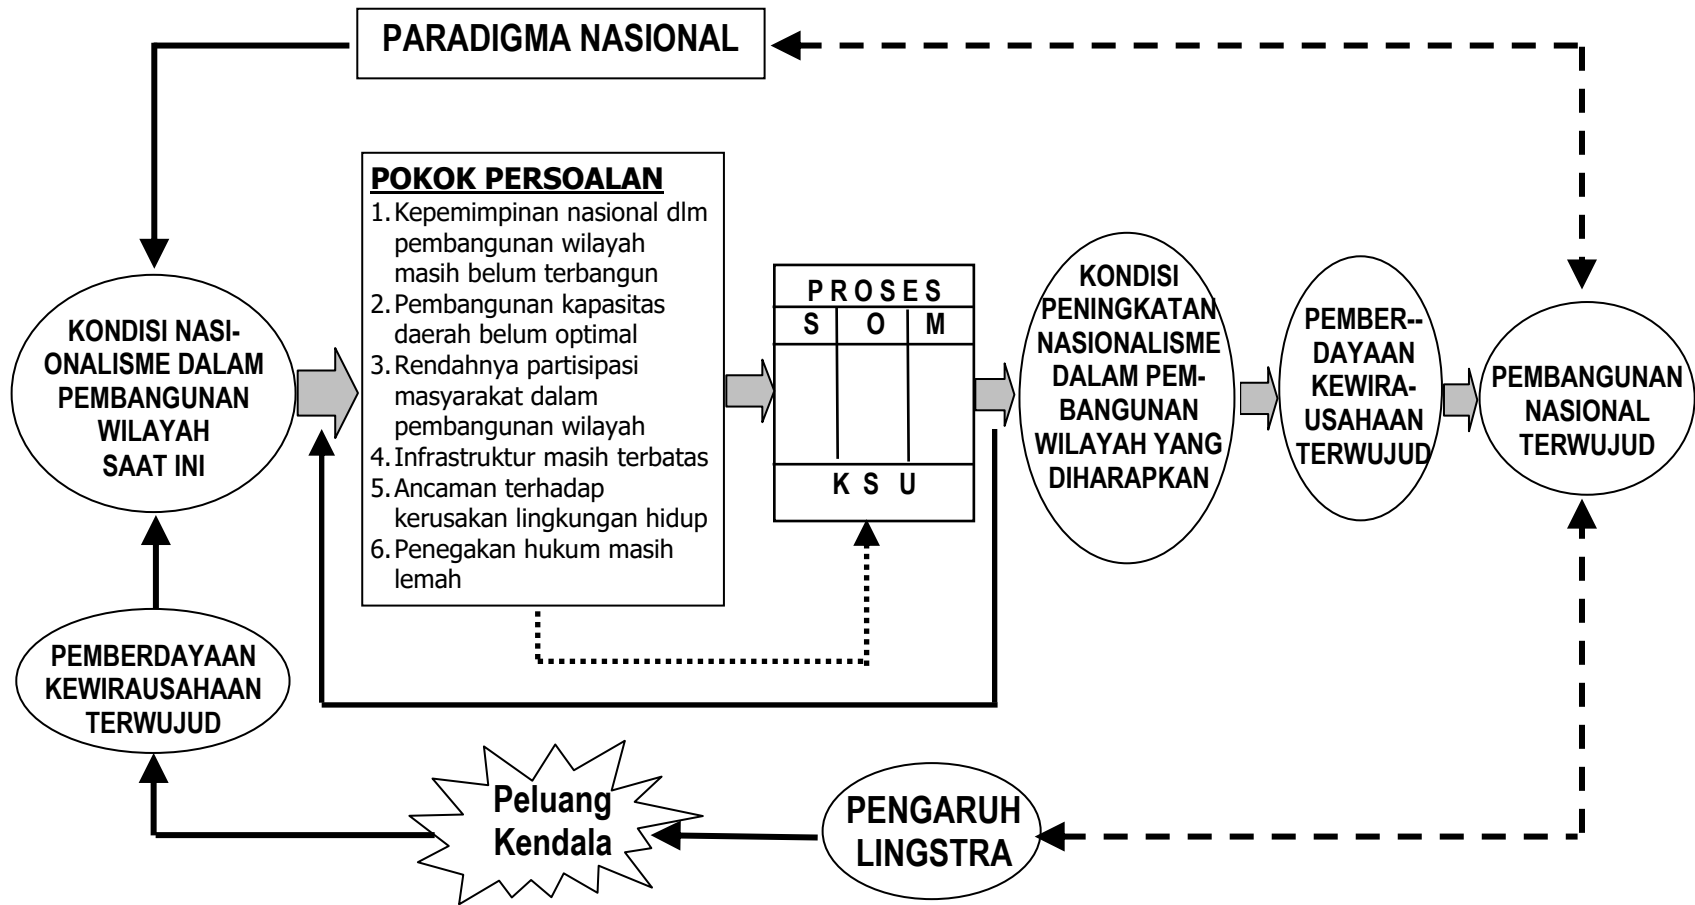 PARADIGMA NASIONAL
POKOK PERSOALAN
1. Kepemimpinan nasional dlm
pembangunan wilayah
masih belum terbangun
2. Pembangunan kapasitas
daerah belum optimal
3. Rendahnya partisipasi
masyarakat dalam
pembangunan wilayah
4. Infrastruktur masih terbatas
5. Ancaman terhadap
kerusakan lingkungan hidup
6. Penegakan hukum masih
lemah
KONDISI NASI-
ONALISME DALAM
PEMBANGUNAN
WILAYAH
SAAT INI
P R O S E S
S O M
K S U
KONDISI
PENINGKATAN
NASIONALISME
DALAM PEM-
BANGUNAN
WILAYAH YANG
DIHARAPKAN
PEMBER--
DAYAAN
KEWIRA-
USAHAAN
TERWUJUD
PEMBANGUNAN
NASIONAL
TERWUJUD
PEMBERDAYAAN
KEWIRAUSAHAAN
TERWUJUD
Peluang
Kendala
PENGARUH
LINGSTRA